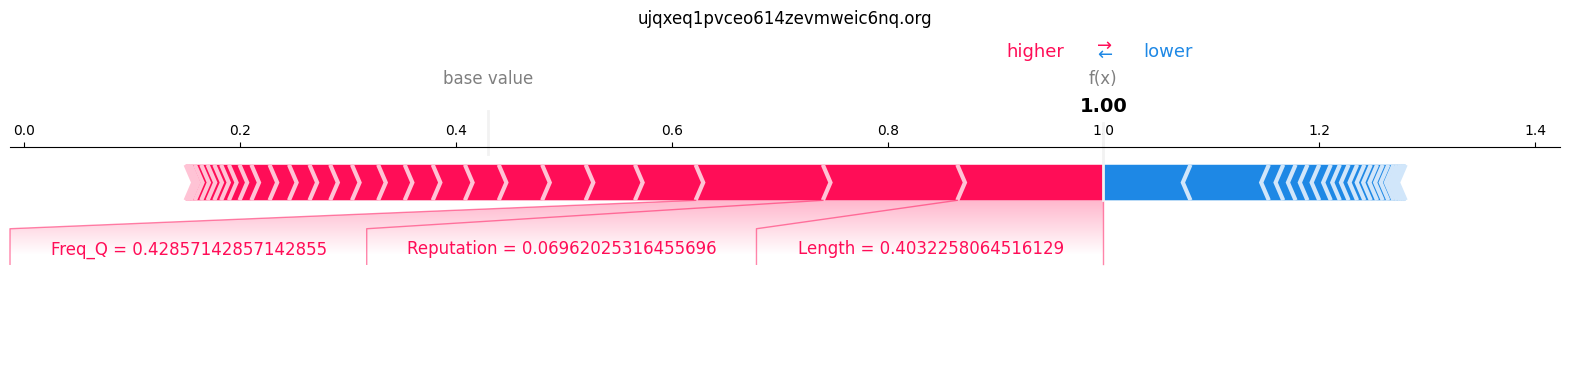 ujqxeq1pvceo614zevmweic6nq.org
higher → ← lower
base value f(x)
1.00
0.0 0.2 0.4 0.6 0.8 1.0 1.2 1.4
Freq_Q = 0.42857142857142855 Reputation = 0.06962025316455696 Length = 0.4032258064516129